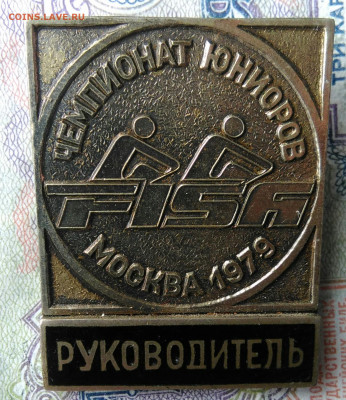 COINS.LAVE.RU
ЧЕМПИОНАТ ЮНИОРОВ
FISA
МОСКВА 1979
РУКОВОДИТЕЛЬ